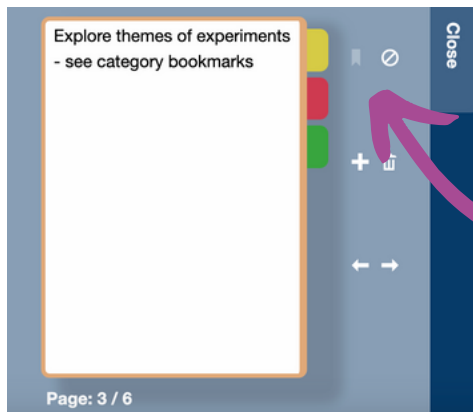 Explore themes of experiments
- see category bookmarks
Close
Page: 3 / 6